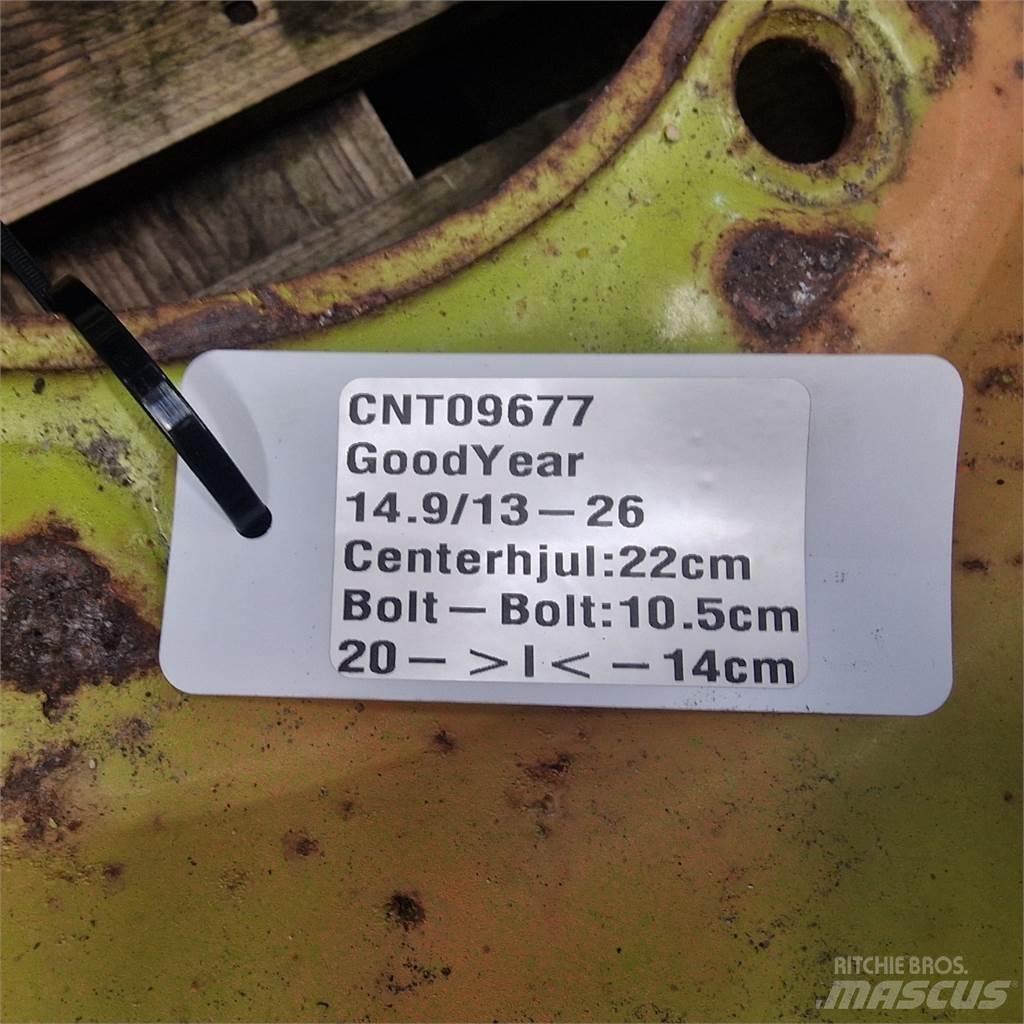 CNT09677
GoodYear
14.9/13-26
Centerhjul:22cm
Bolt-Bolt:10.5cm
20- >|< -14cm
RITCHIE BROS.
MASCUS